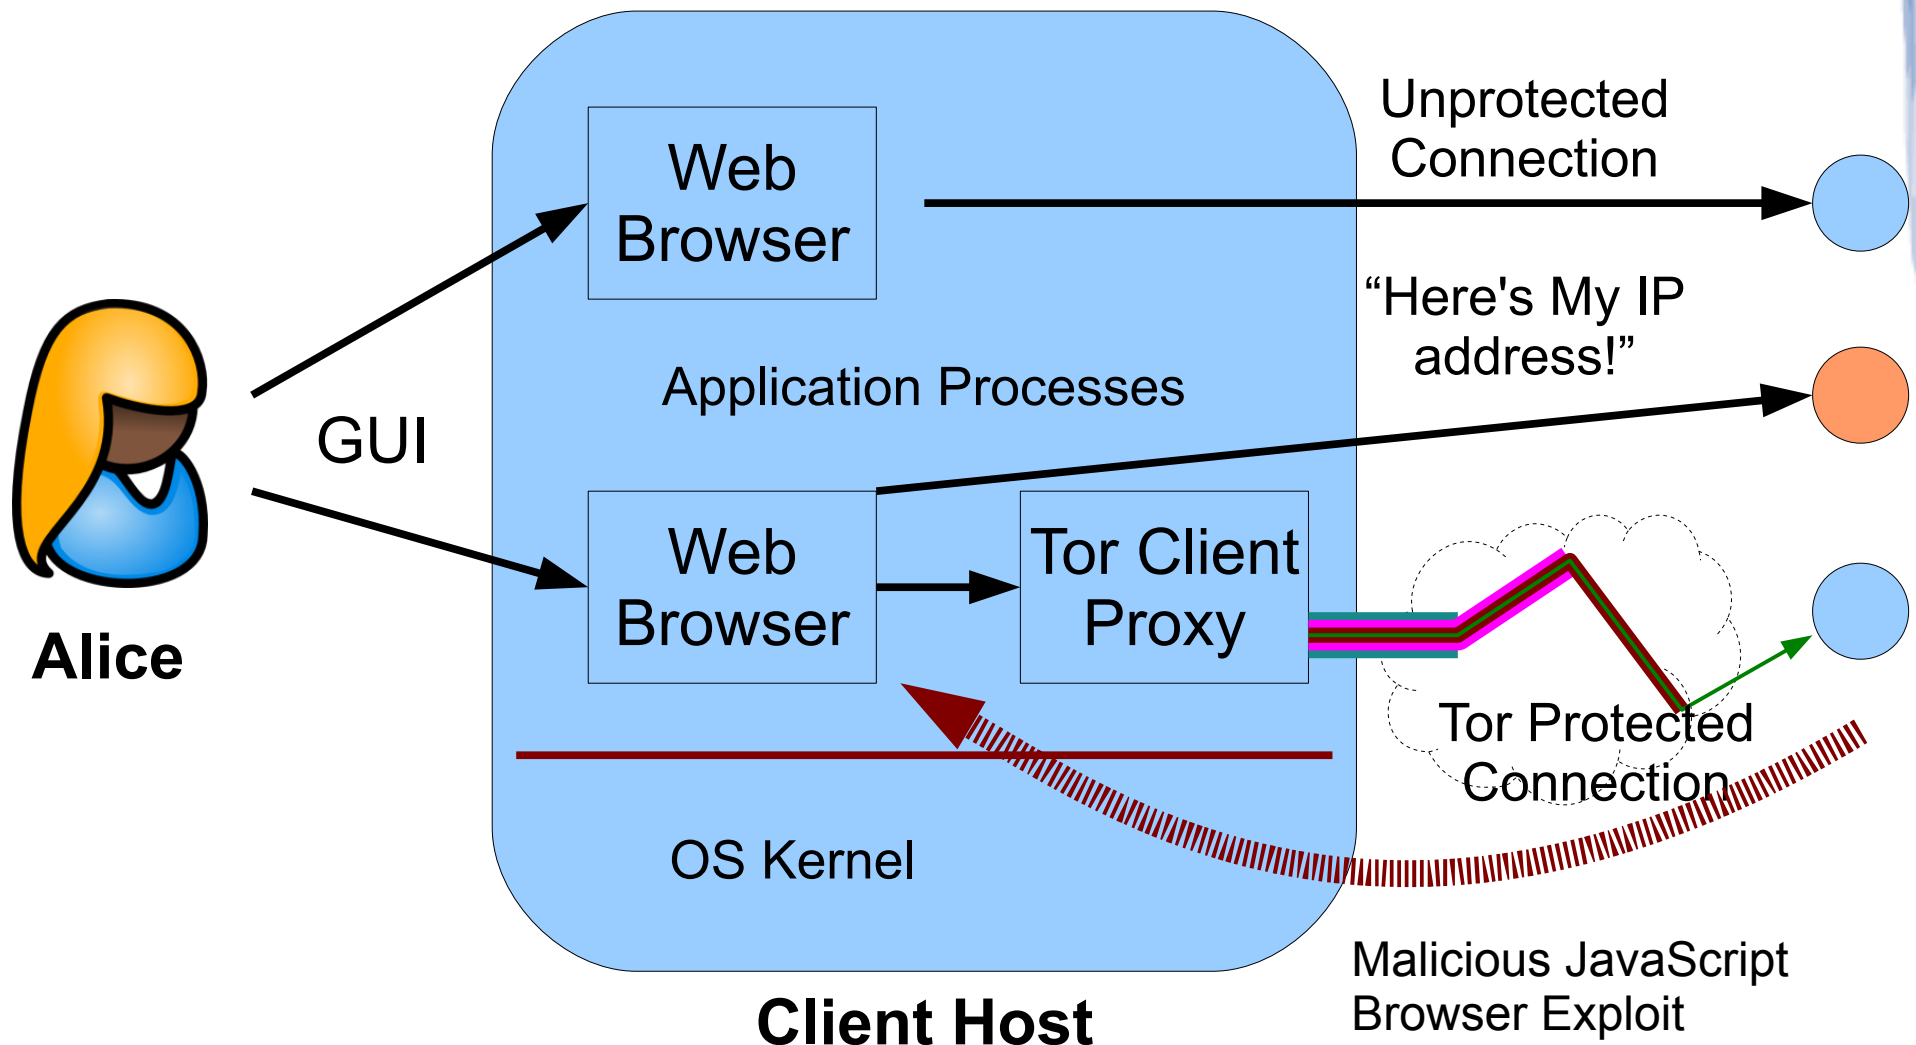 Unprotected
Connection
Web
Browser
“Here's My IP
address!”
Application Processes
GUI
Web
Browser
Tor Client
Proxy
Alice
Tor Protected
Connection
OS Kernel
Malicious JavaScript
Browser Exploit
Client Host